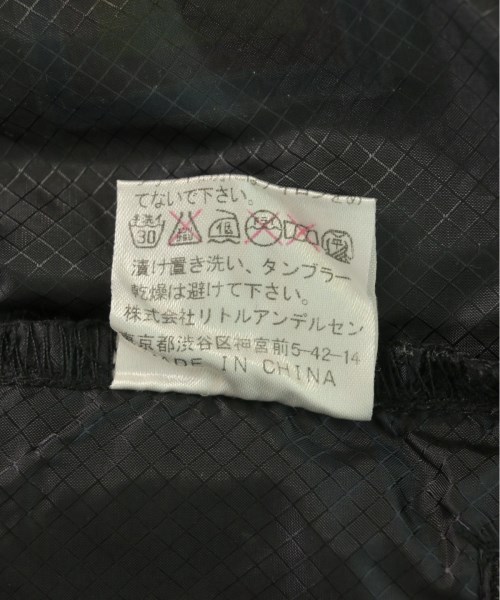 てないで下さい。
手洗イ
30
低
漬け置き洗い、タンブラー
乾燥は避けて下さい。
株式会社リトルアンデルセン
東京都渋谷区神宮前5-42-14
MADE IN CHINA